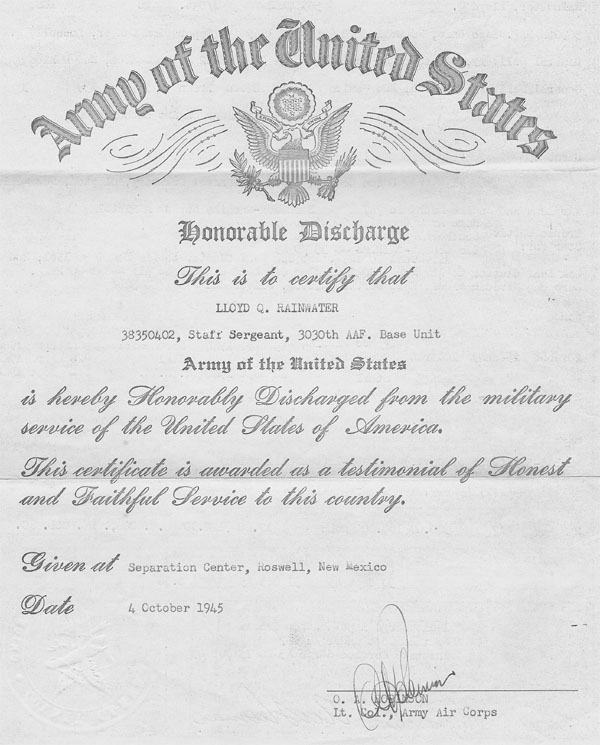 Army of the United States
Honorable Discharge
This is to certify that
LLOYD Q. RAINWATER
38350402, Staff Sergeant, 3030th AAF. Base Unit
Army of the United States
is hereby Honorably Discharged from the military
service of the United States of America.
This certificate is awarded as a testimonial of Honest
and Faithful Service to this country.
Given at Separation Center, Roswell, New Mexico
Date 4 October 1945
O. A. ROBINSON
Lt. Col., Army Air Corps